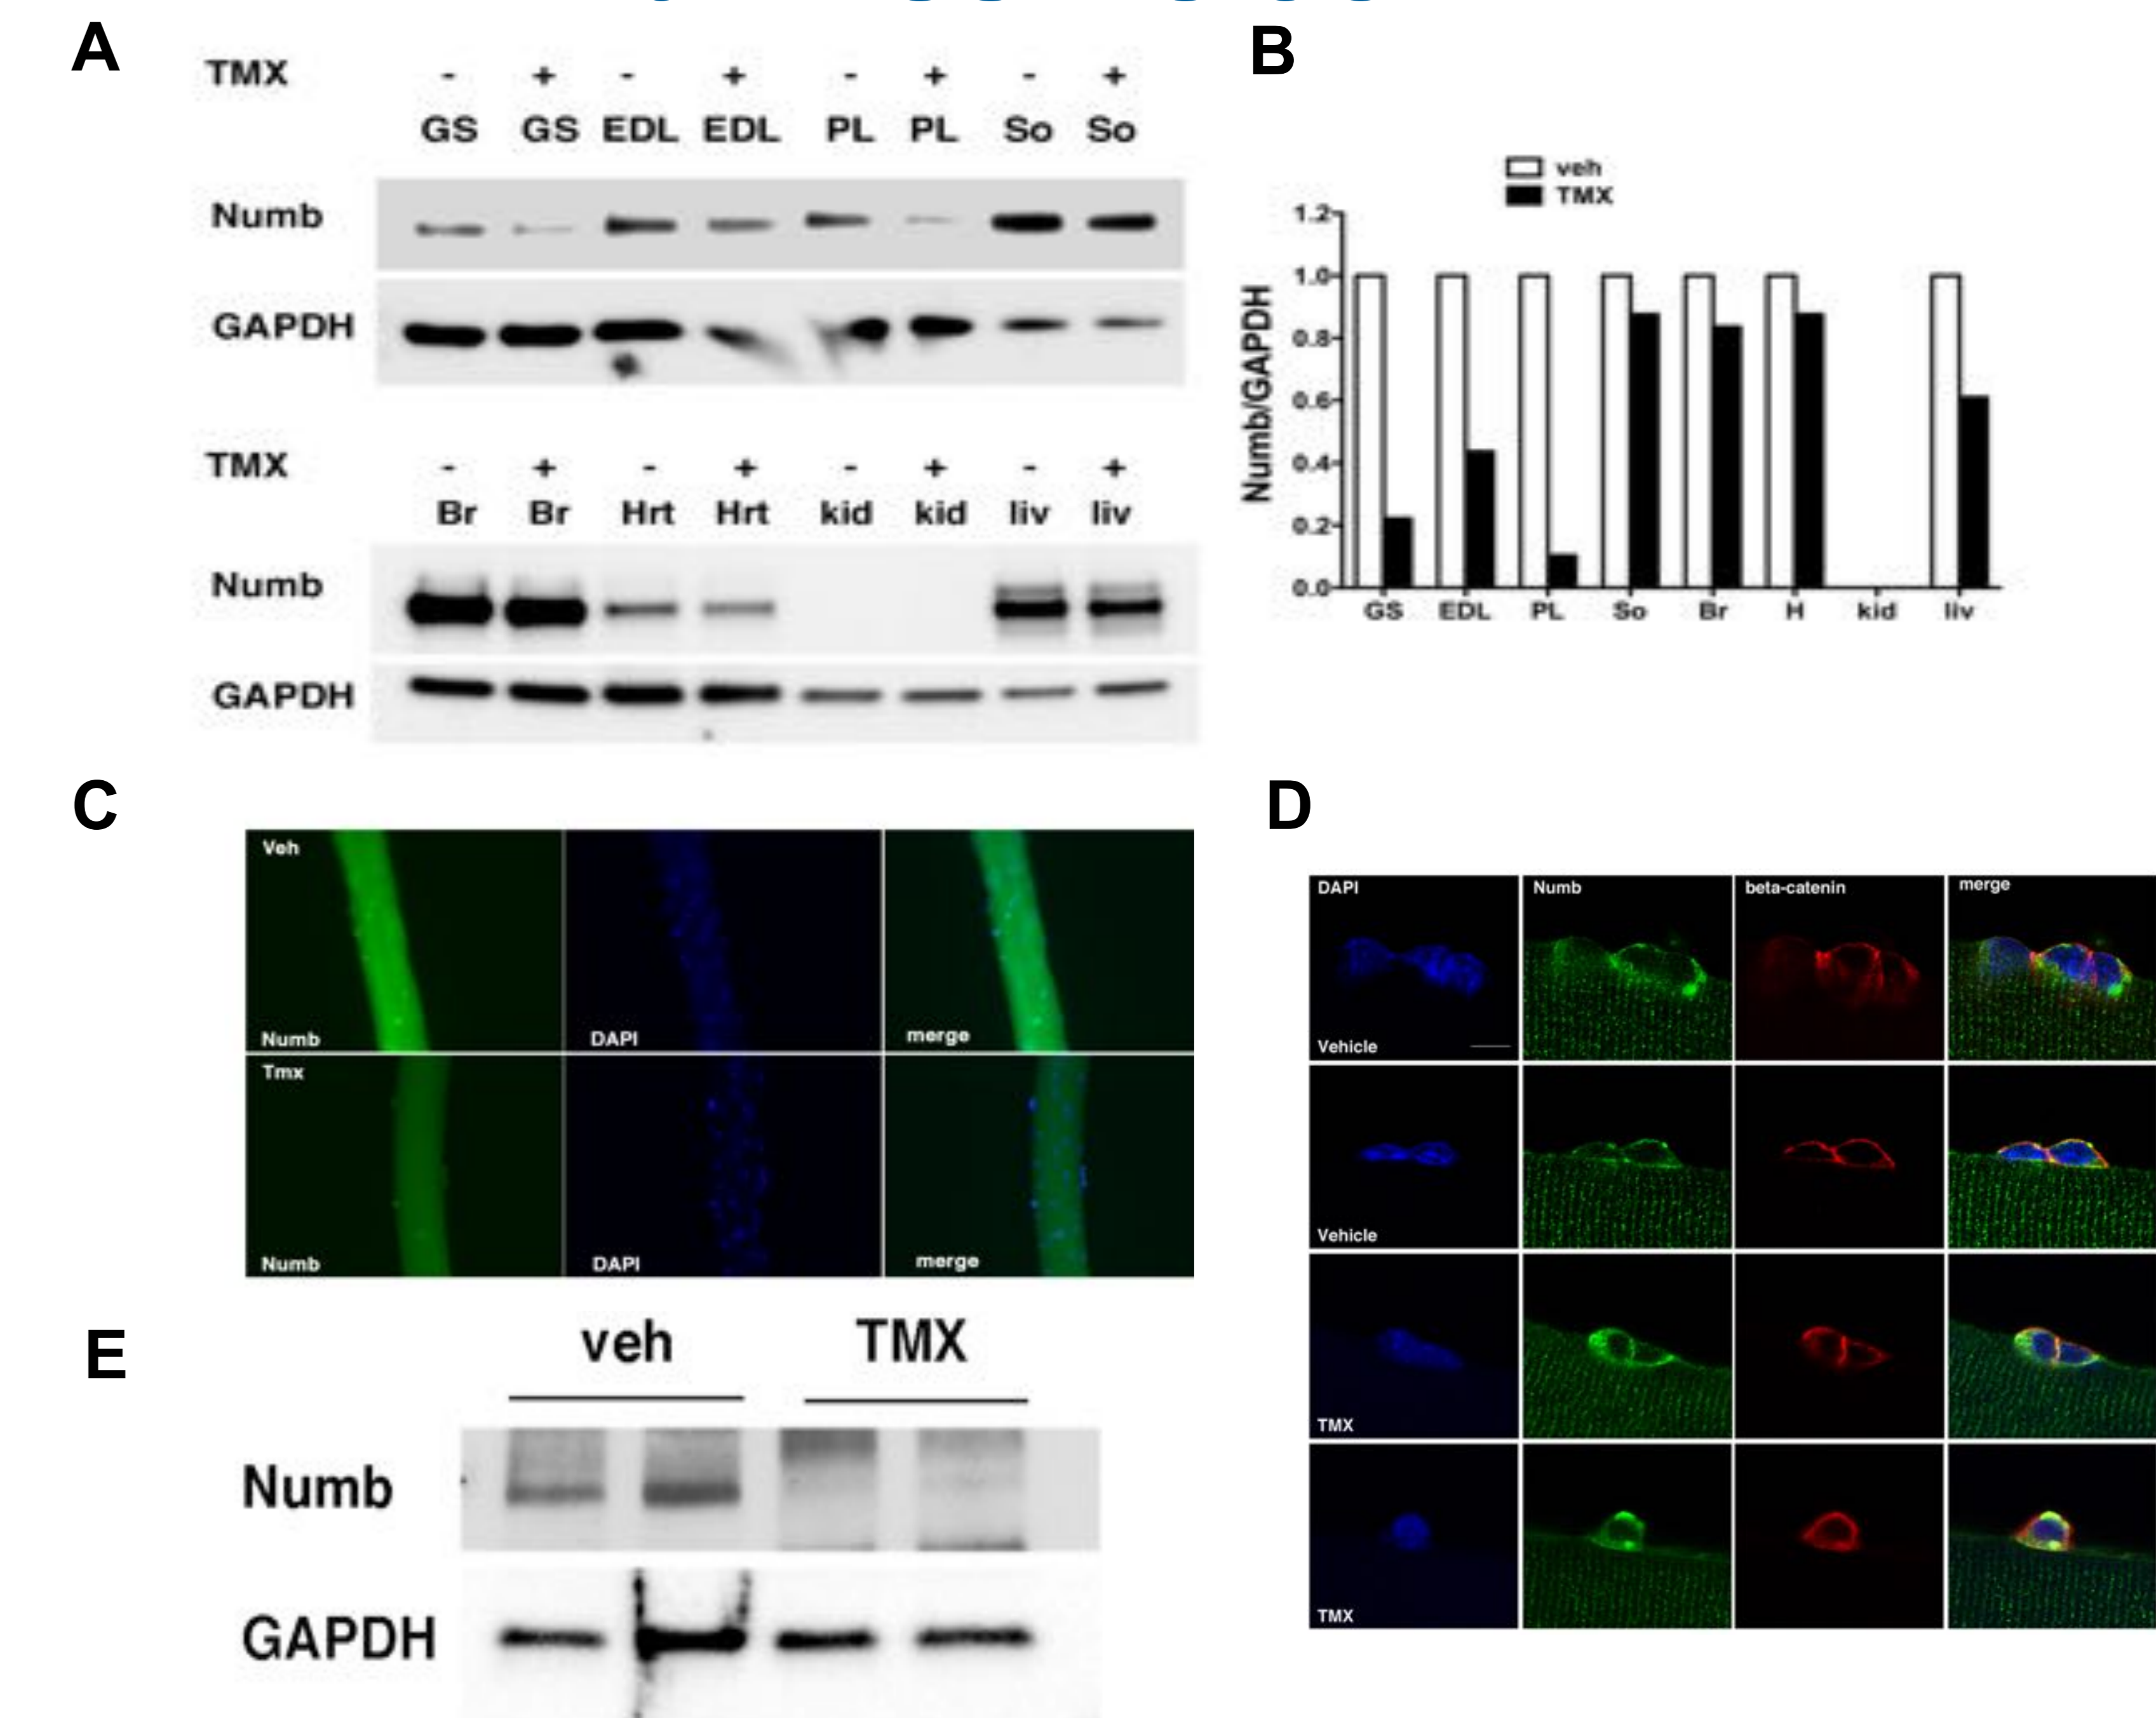 A
TMX - + - + - + - +
GS GS EDL EDL PL PL So So
Numb
GAPDH
TMX - + - + - + - +
Br Br Hrt Hrt kid kid liv liv
Numb
GAPDH
B
veh
TMX
Numb/GAPDH
1.2
1.0
0.8
0.6
0.4
0.2
0.0
GS EDL PL So Br H kid liv
C
Veh
Numb DAPI merge
Tmx
Numb DAPI merge
D
DAPI Numb beta-catenin merge
Vehicle
Vehicle
TMX
TMX
E
veh TMX
Numb
GAPDH